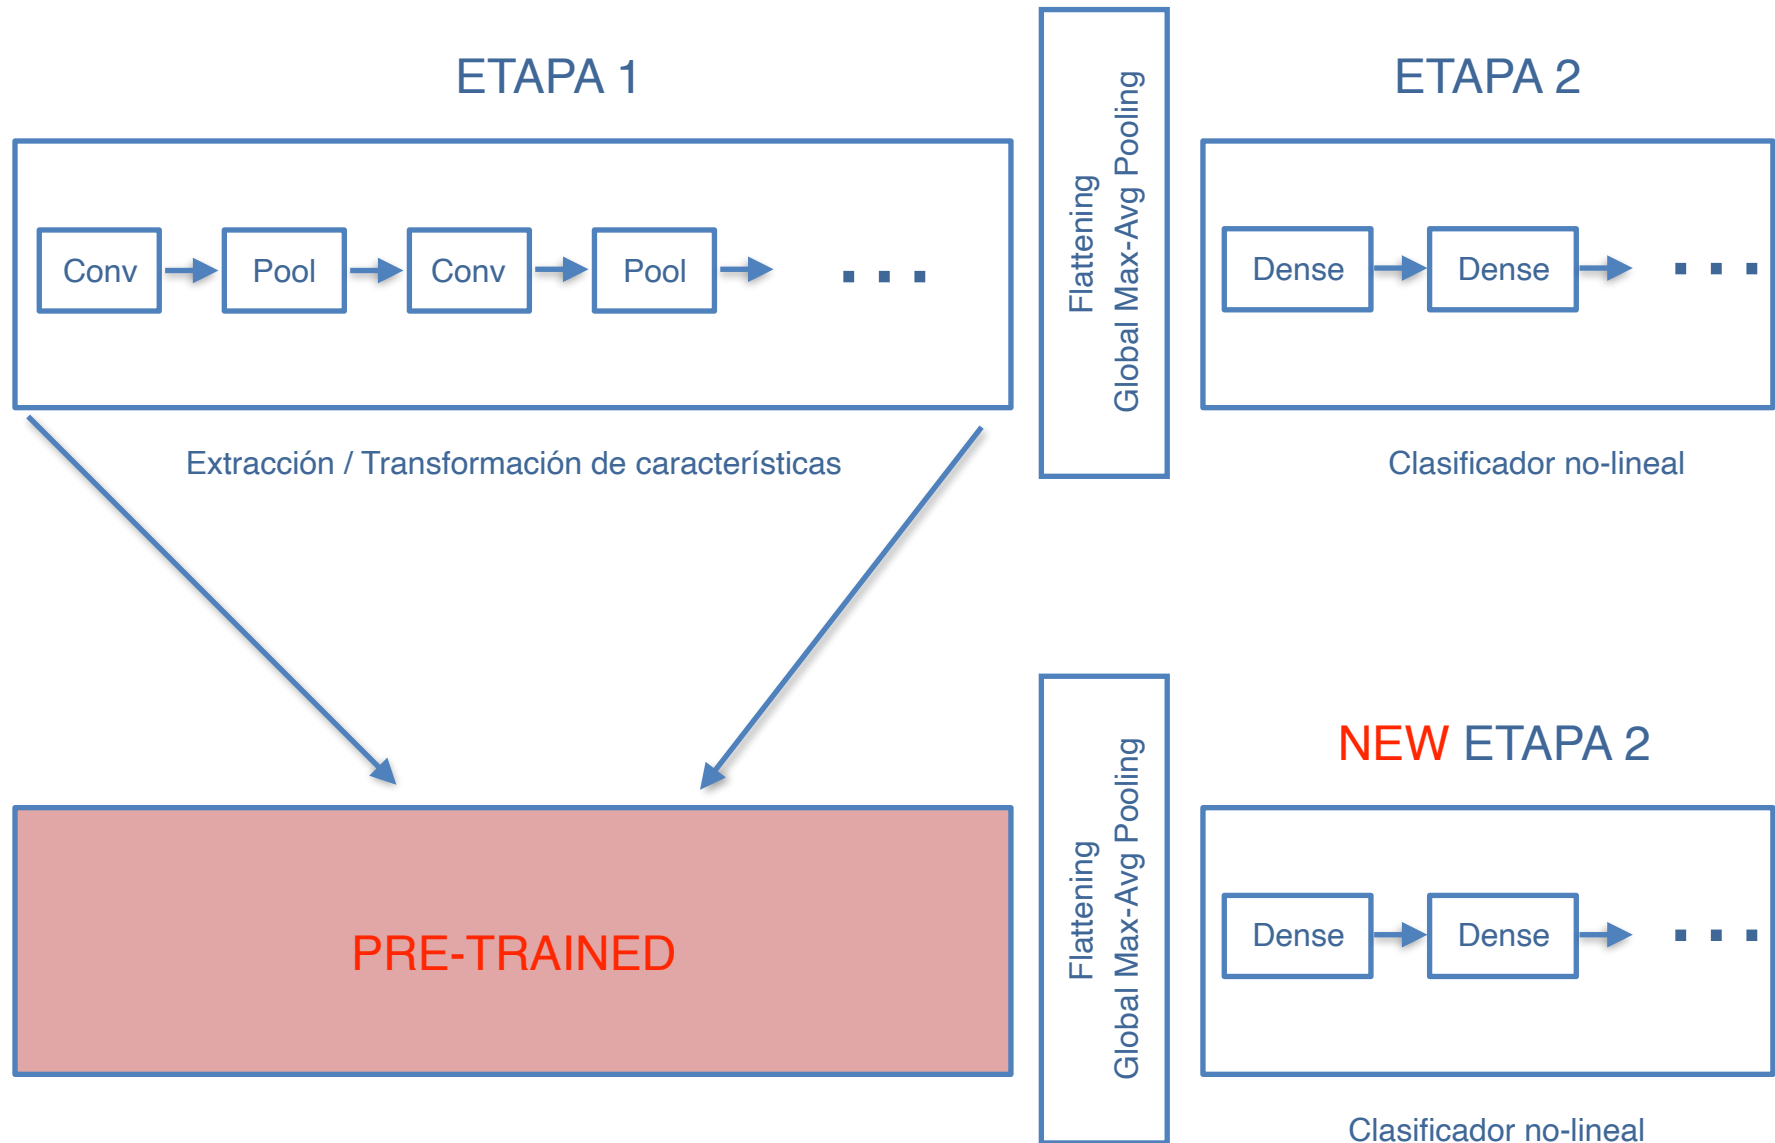 ETAPA 1
ETAPA 2
Conv
Pool
Conv
Pool
...
Flattening
Global Max-Avg Pooling
Dense
Dense
...
Extracción / Transformación de característísticas
Clasificador no-lineal
NEW ETAPA 2
PRE-TRAINED
Flattening
Global Max-Avg Pooling
Dense
Dense
...
Clasificador no-lineal